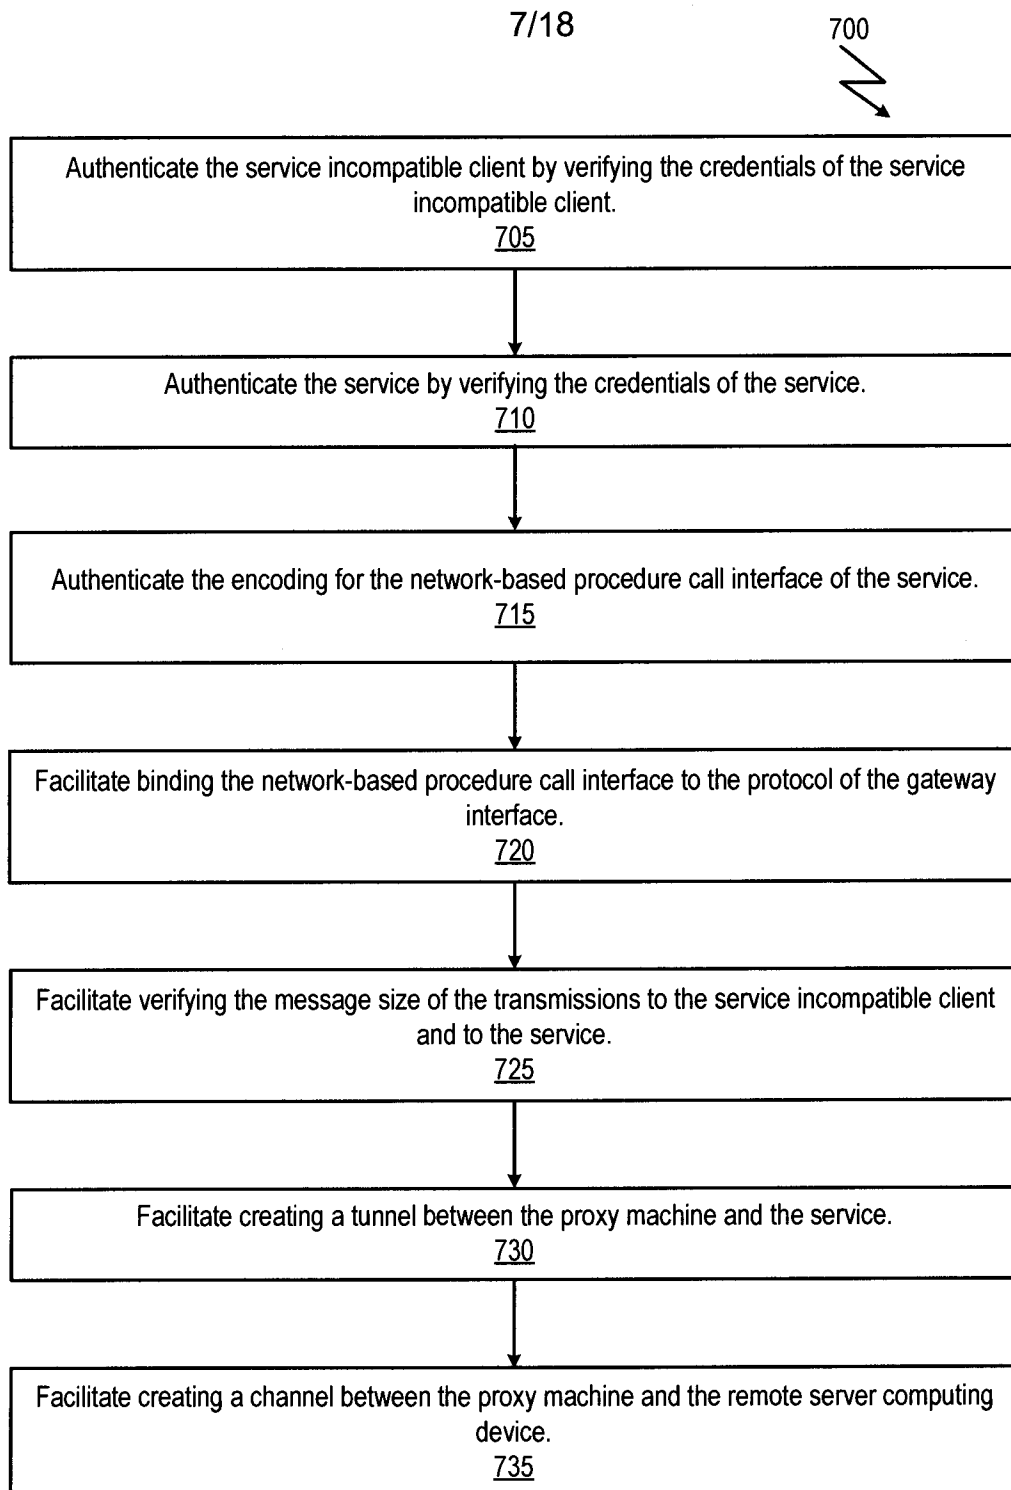 7/18
700
Authenticate the service incompatible client by verifying the credentials of the service
incompatible client.
705
Authenticate the service by verifying the credentials of the service.
710
Authenticate the encoding for the network-based procedure call interface of the service.
715
Facilitate binding the network-based procedure call interface to the protocol of the gateway
interface.
720
Facilitate verifying the message size of the transmissions to the service incompatible client
and to the service.
725
Facilitate creating a tunnel between the proxy machine and the service.
730
Facilitate creating a channel between the proxy machine and the remote server computing
device.
735